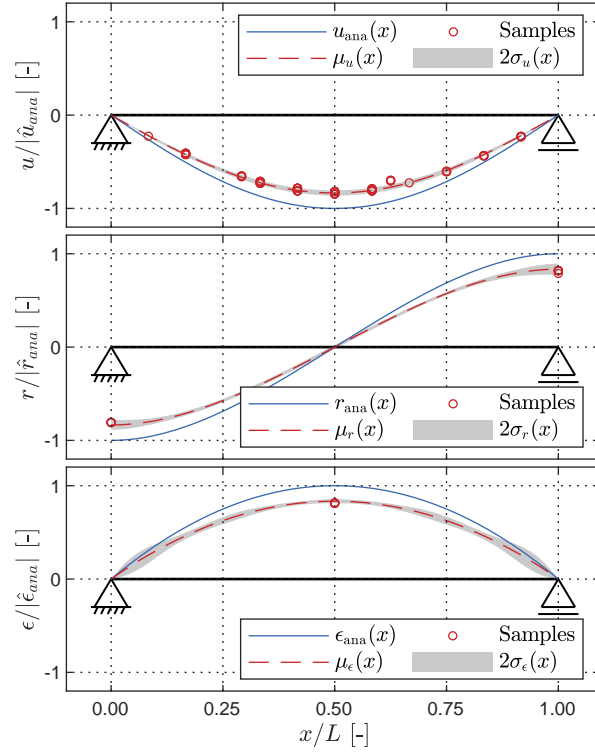 u_ana(x) Samples
μ_u(x) 2σ_u(x)
u/|û_ana| [-]
1
0
-1
r/|r̂_ana| [-]
1
0
-1
r_ana(x) Samples
μ_r(x) 2σ_r(x)
ϵ/|ϵ̂_ana| [-]
1
0
-1
ϵ_ana(x) Samples
μ_ϵ(x) 2σ_ϵ(x)
0.00 0.25 0.50 0.75 1.00
x/L [-]